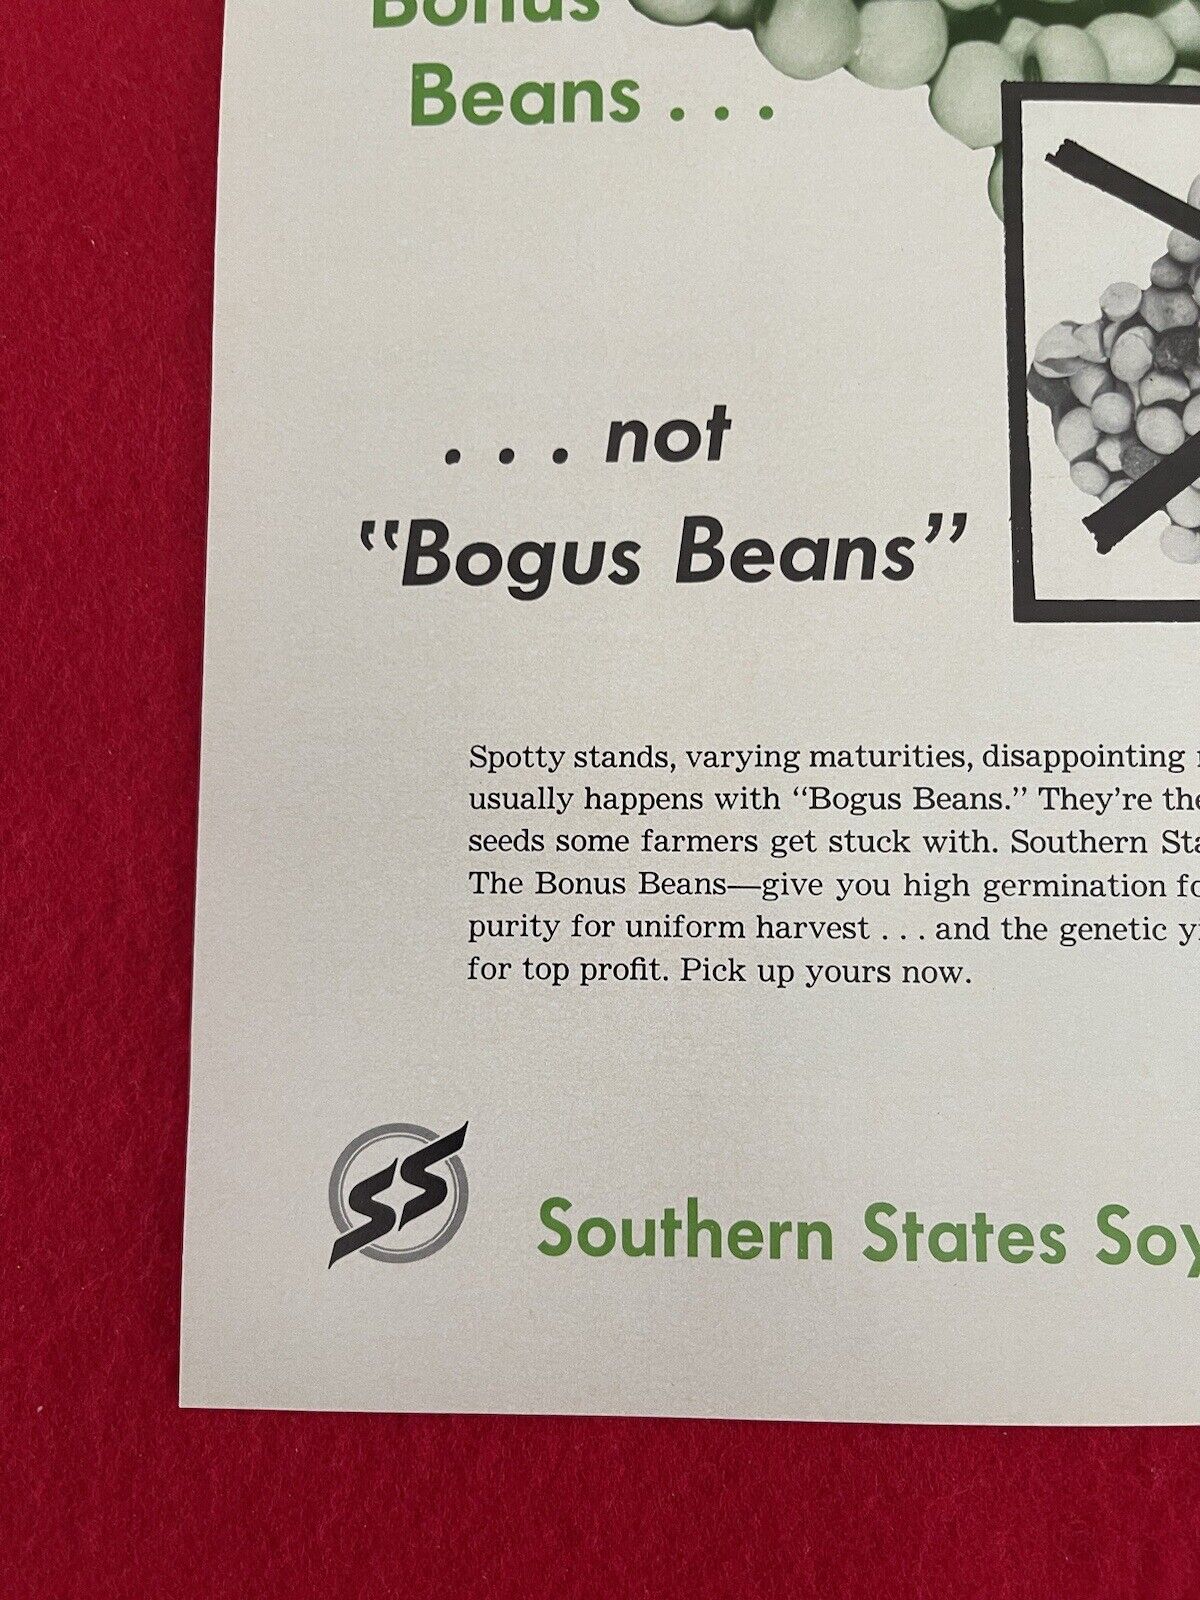 Bonus
Beans . . .
. . . not
"Bogus Beans"
Spotty stands, varying maturities, disappointing
usually happens with "Bogus Beans." They're the
seeds some farmers get stuck with. Southern Sta
The Bonus Beans—give you high germination fo
purity for uniform harvest . . . and the genetic yi
for top profit. Pick up yours now.
SS
Southern States Soy